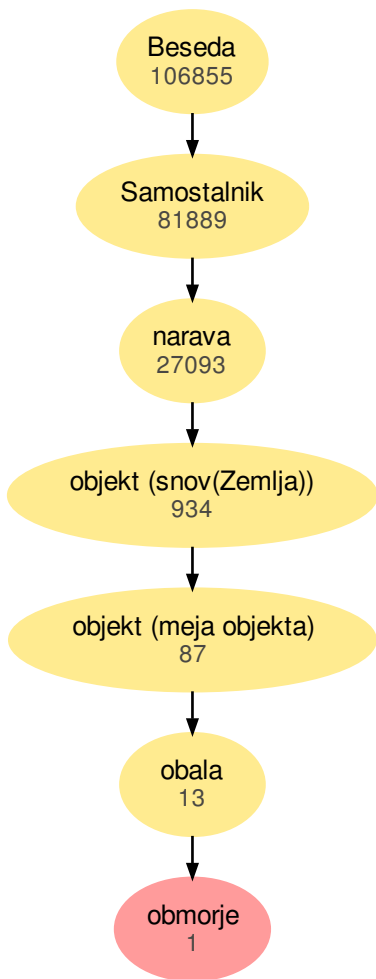 Beseda
106855
Samostalnik
81889
narava
27093
objekt (snov(Zemlja))
934
objekt (meja objekta)
87
obala
13
obmorje
1